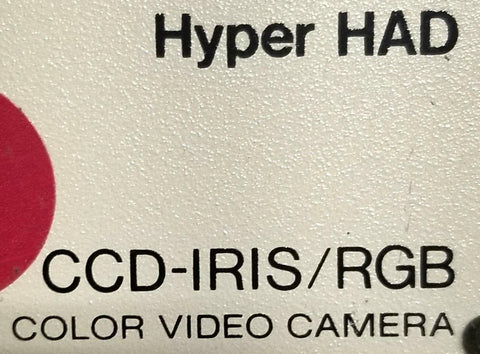 Hyper HAD
CCD-IRIS/RGB
COLOR VIDEO CAMERA